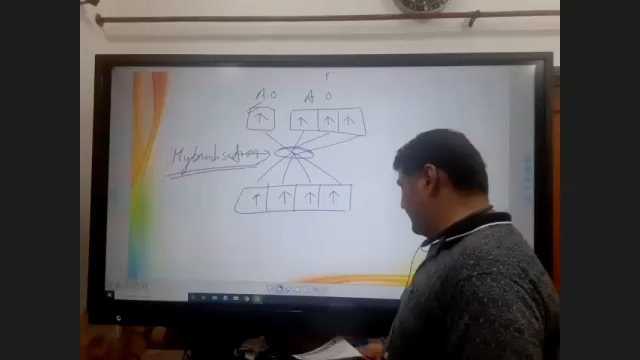 r
A O    A O
↑    ↑ ↑ ↑
Hybridisation →
↑ ↑ ↑ ↑